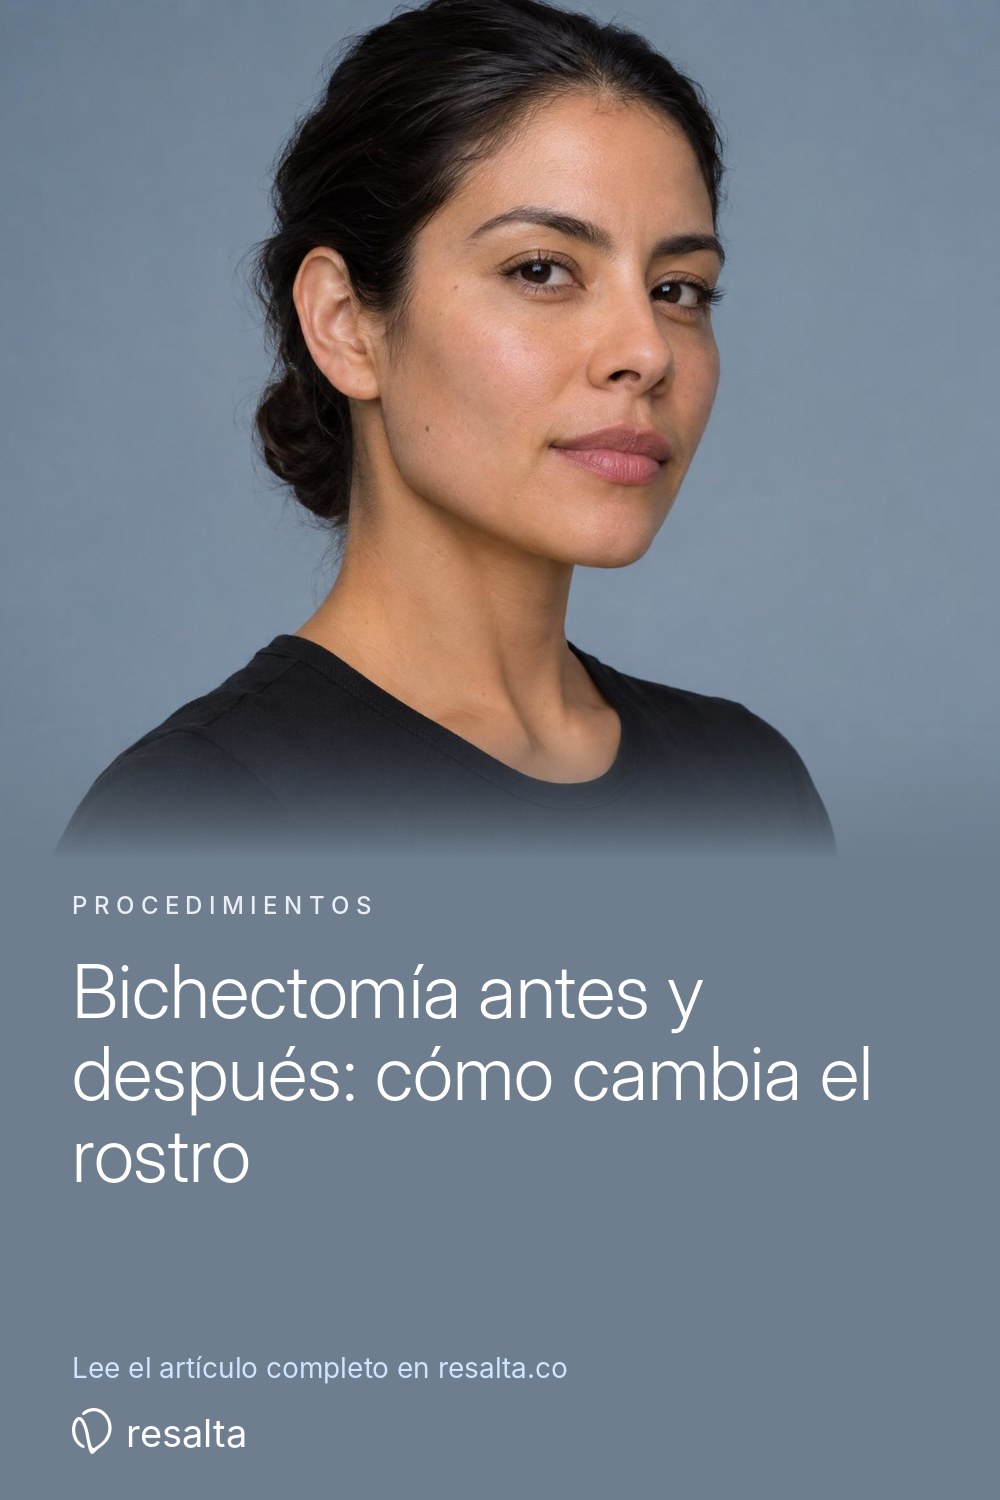 PROCEDIMIENTOS
Bichectomía antes y
después: cómo cambia el
rostro
Lee el artículo completo en resalta.co
resalta